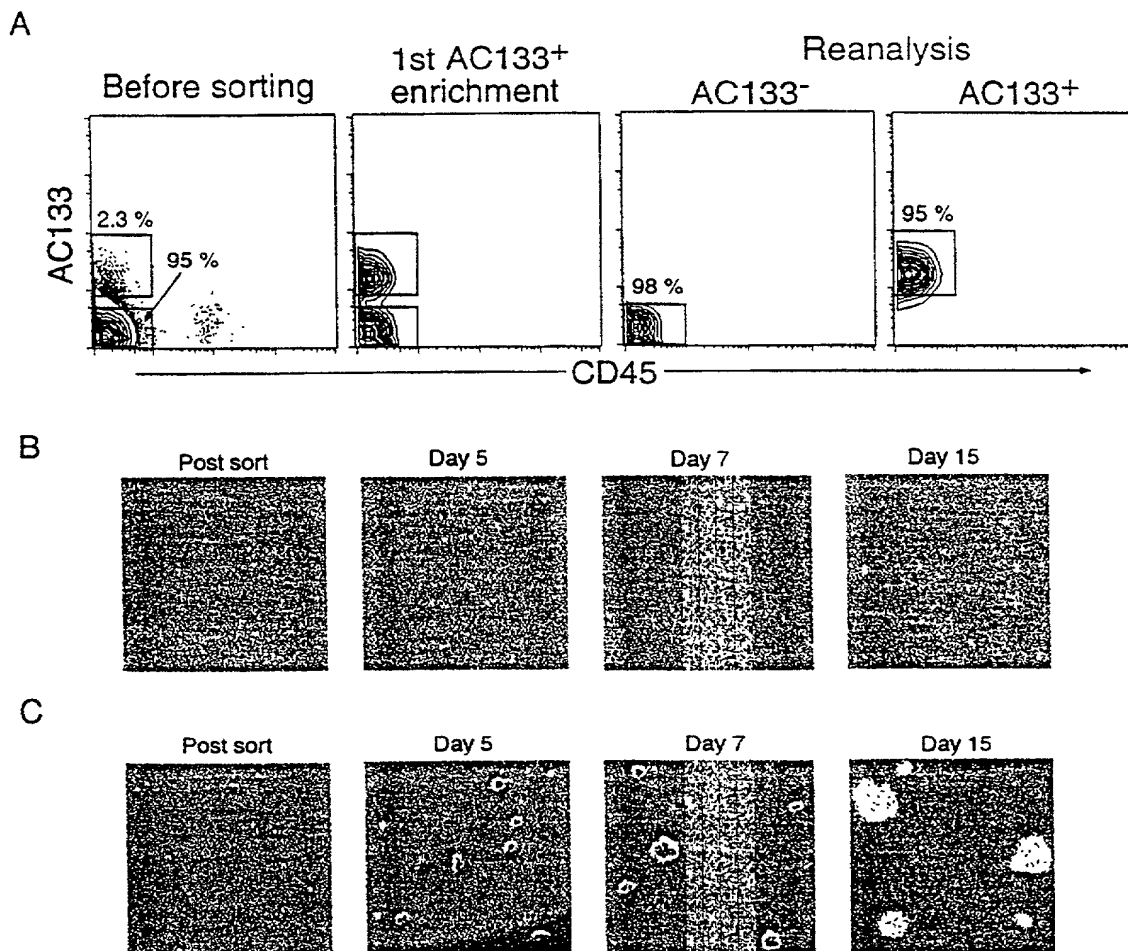 A
Before sorting
1st AC133+
enrichment
Reanalysis
AC133-
AC133+
AC133
2.3 %
95 %
98 %
95 %
CD45
B
Post sort
Day 5
Day 7
Day 15
C
Post sort
Day 5
Day 7
Day 15